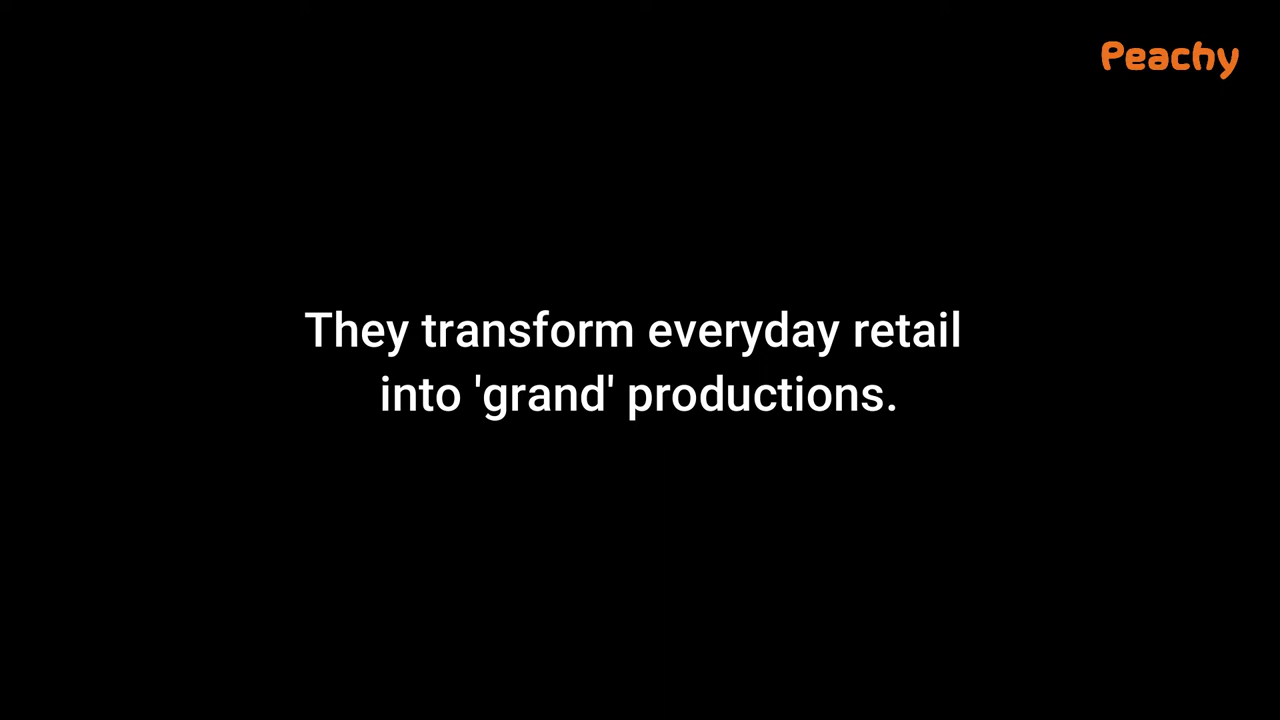 Peachy
They transform everyday retail
into 'grand' productions.